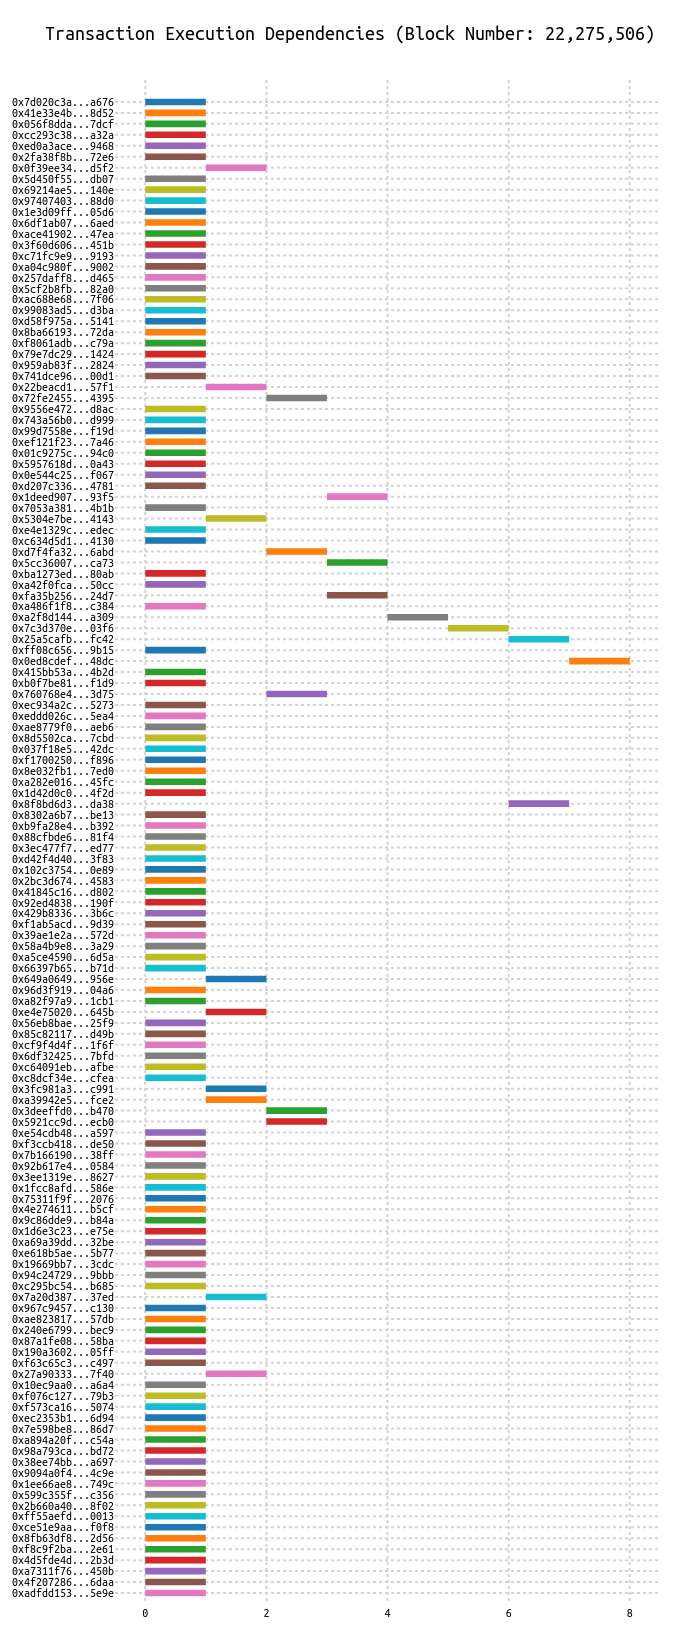 Transaction Execution Dependencies (Block Number: 22,275,506)
0x7d020c3a...a676
0x41e33e4b...8d52
0x056f8dda...7dcf
0xcc293c38...a32a
0xed0a3ace...9468
0x2fa38f8b...72e6
0x0f39ee34...d5f2
0x5d450f55...db07
0x69214ae5...140e
0x97407403...88d0
0x1e3d09ff...05d6
0x6df1ab07...6aed
0xace41902...47ea
0x3f60d606...451b
0xc71fc9e9...9193
0xa04c980f...9002
0x257daff8...d465
0x5cf2b8fb...82a0
0xac688e68...7f06
0x99083ad5...d3ba
0xd58f975a...5141
0x8ba66193...72da
0xf8061adb...c79a
0x79e7dc29...1424
0x959ab83f...2824
0x741dce96...00d1
0x22beacd1...57f1
0x72fe2455...4395
0x9556e472...d8ac
0x743a56b0...d999
0x99d7558e...f19d
0xef121f23...7a46
0x01c9275c...94c0
0x5957618d...0a43
0x0e544c25...f067
0xd207c336...4781
0x1deed907...93f5
0x7053a381...4b1b
0x5304e7be...4143
0xe4e1329c...edec
0xc634d5d1...4130
0xd7f4fa32...6abd
0x5cc36007...ca73
0xba1273ed...80ab
0xa42f0fca...50cc
0xfa35b256...24d7
0xa486f1f8...c384
0xa2f8d144...a309
0x7c3d370e...03f6
0x25a5cafb...fc42
0xff08c656...9b15
0x0ed8cdef...48dc
0x415bb53a...4b2d
0xb0f7be81...f1d9
0x760768e4...3d75
0xec934a2c...5273
0xeddd026c...5ea4
0xae8779f0...aeb6
0x8d5502ca...7cbd
0x037f18e5...42dc
0xf1700250...f896
0x8e032fb1...7ed0
0xa282e016...45fc
0x1d42d0c0...4f2d
0x8f8bd6d3...da38
0x8302a6b7...be13
0xb9fa28e4...b392
0x88cfbde6...81f4
0x3ec477f7...ed77
0xd42f4d40...3f83
0x102c3754...0e89
0x2bc3d674...4583
0x41845c16...d802
0x92ed4838...190f
0x429b8336...3b6c
0xf1ab5acd...9d39
0x39ae1e2a...572d
0x58a4b9e8...3a29
0xa5ce4590...6d5a
0x66397b65...b71d
0x649a0649...956e
0x96d3f919...04a6
0xa82f97a9...1cb1
0xe4e75020...645b
0x56eb8bae...25f9
0x85c82117...d49b
0xcf9f4d4f...1f6f
0x6df32425...7bfd
0xc64091eb...afbe
0xc8dcf34e...cfea
0x3fc981a3...c991
0xa39942e5...fce2
0x3deeffd0...b470
0x5921cc9d...ecb0
0xe54cdb48...a597
0xf3ccb418...de50
0x7b166190...38ff
0x92b617e4...0584
0x3ee1319e...8627
0x1fcc8afd...586e
0x75311f9f...2076
0x4e274611...b5cf
0x9c86dde9...b84a
0x1d6e3c23...e75e
0xa69a39dd...32be
0xe618b5ae...5b77
0x19669bb7...3cdc
0x94c24729...9bbb
0xc295bc54...b685
0x7a20d387...37ed
0x967c9457...c130
0xae823817...57db
0x240e6799...bec9
0x87a1fe08...58ba
0x190a3602...05ff
0xf63c65c3...c497
0x27a90333...7f40
0x10ec9aa0...a6a4
0xf076c127...79b3
0xf573ca16...5074
0xec2353b1...6d94
0x7e598be8...86d7
0xa894a20f...c54a
0x98a793ca...bd72
0x38ee74bb...a697
0x9094a0f4...4c9e
0x1ee66ae8...749c
0x599c355f...c356
0x2b660a40...8f02
0xff55aefd...0013
0xce51e9aa...f0f8
0x8fb63df8...2d56
0xf8c9f2ba...2e61
0x4d5fde4d...2b3d
0xa7311f76...450b
0x4f207286...6daa
0xadfdd153...5e9e
0 2 4 6 8